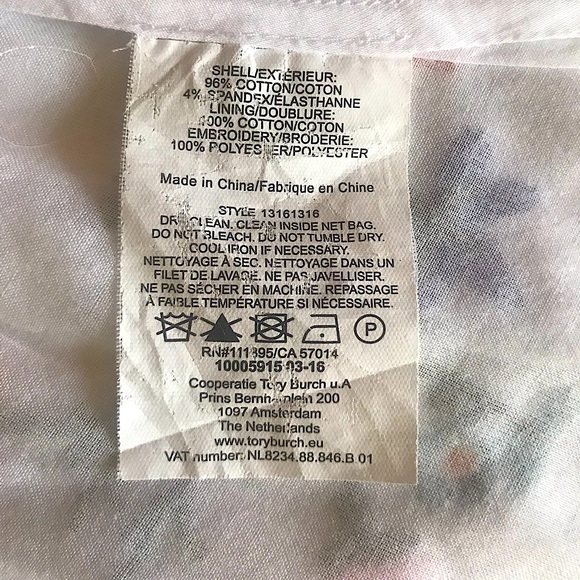 SHELL/EXTÉRIEUR:
96% COTTON/COTON
4% SPANDEX/ÉLASTHANNE
LINING/DOUBLURE:
100% COTTON/COTON
EMBROIDERY/BRODERIE:
100% POLYESTER/POLYESTER
Made in China/Fabrique en Chine
STYLE 13161316
DRY CLEAN. CLEAN INSIDE NET BAG.
DO NOT BLEACH. DO NOT TUMBLE DRY.
COOL IRON IF NECESSARY.
NETTOYAGE À SEC. NETTOYAGE DANS UN
FILET DE LAVAGE. NE PAS JAVELLISER.
NE PAS SÉCHER EN MACHINE. REPASSAGE
À FAIBLE TEMPÉRATURE SI NÉCESSAIRE.
P
RN#111895/CA 57014
10005915 03-16
Cooperatie Tory Burch u.A
Prins Bernhardplein 200
1097 Amsterdam
The Netherlands
www.toryburch.eu
VAT number: NL8234.88.846.B 01